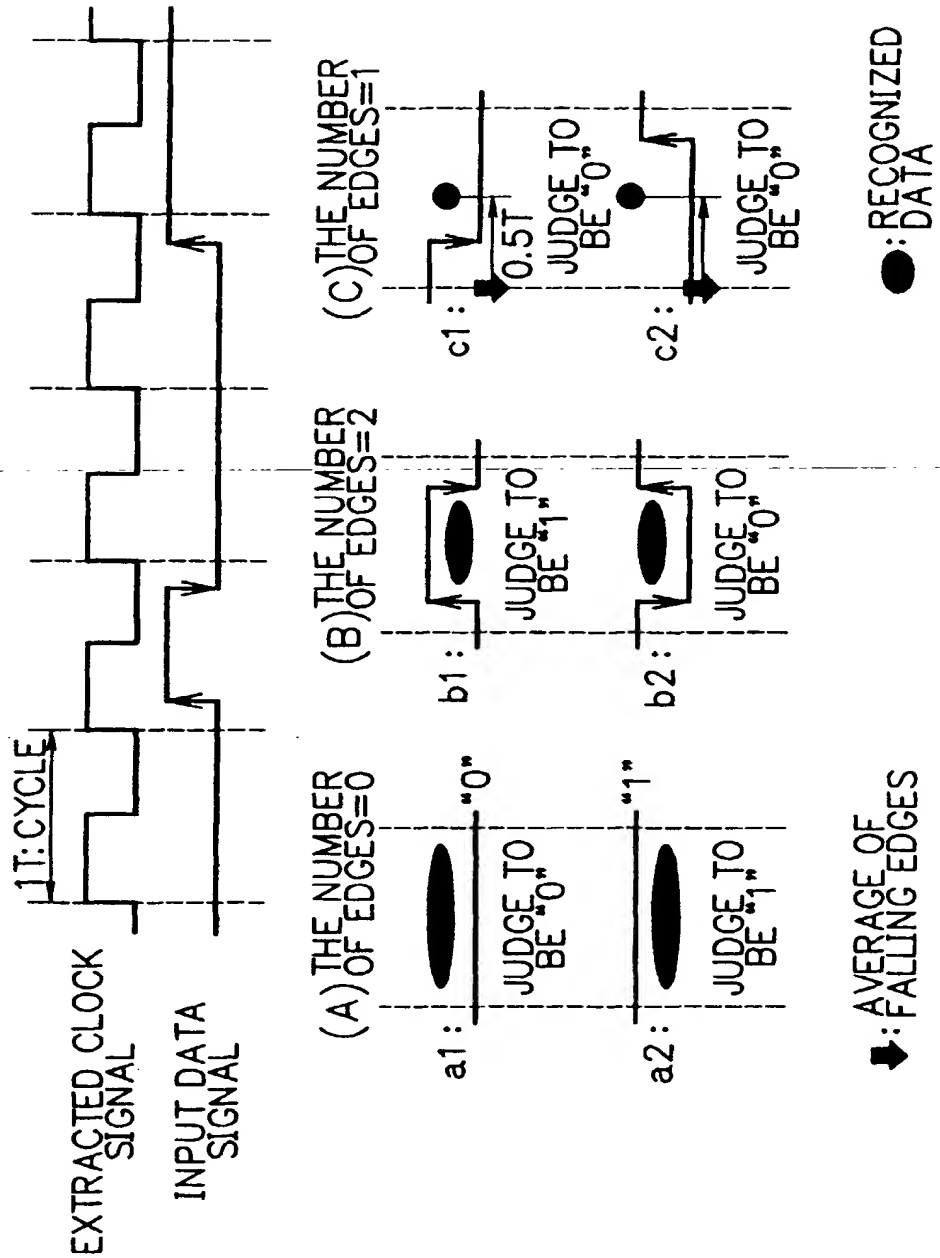 EXTRACTED CLOCK
SIGNAL
1T:CYCLE
INPUT DATA
SIGNAL
(A) THE NUMBER
OF EDGES=0
a1:
"0"
JUDGE TO
BE "0"
a2:
"1"
JUDGE TO
BE "1"
(B) THE NUMBER
OF EDGES=2
b1:
JUDGE TO
BE "1"
b2:
JUDGE TO
BE "0"
(C) THE NUMBER
OF EDGES=1
c1:
0.5T
JUDGE TO
BE "0"
c2:
JUDGE TO
BE "0"
: AVERAGE OF
FALLING EDGES
: RECOGNIZED
DATA